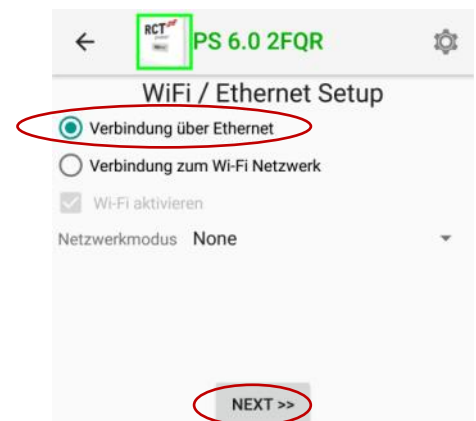 RCT
PS 6.0 2FQR
WiFi / Ethernet Setup
Verbindung über Ethernet
Verbindung zum Wi-Fi Netzwerk
Wi-Fi aktivieren
Netzwerkmodus None
NEXT >>